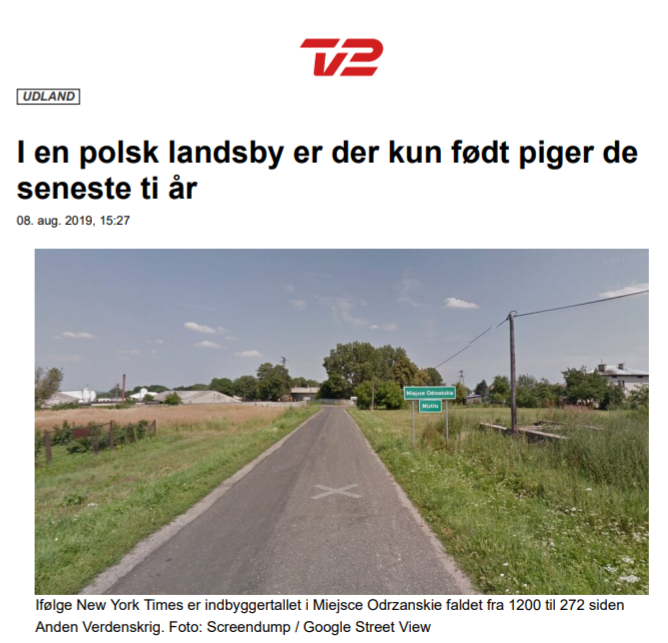 TV2
UDLAND
I en polsk landsby er der kun født piger de
seneste ti år
08. aug. 2019, 15:27
Miejsce Odrzańskie
Mistitz
Ifølge New York Times er indbyggertallet i Miejsce Odrzanskie faldet fra 1200 til 272 siden
Anden Verdenskrig. Foto: Screendump / Google Street View